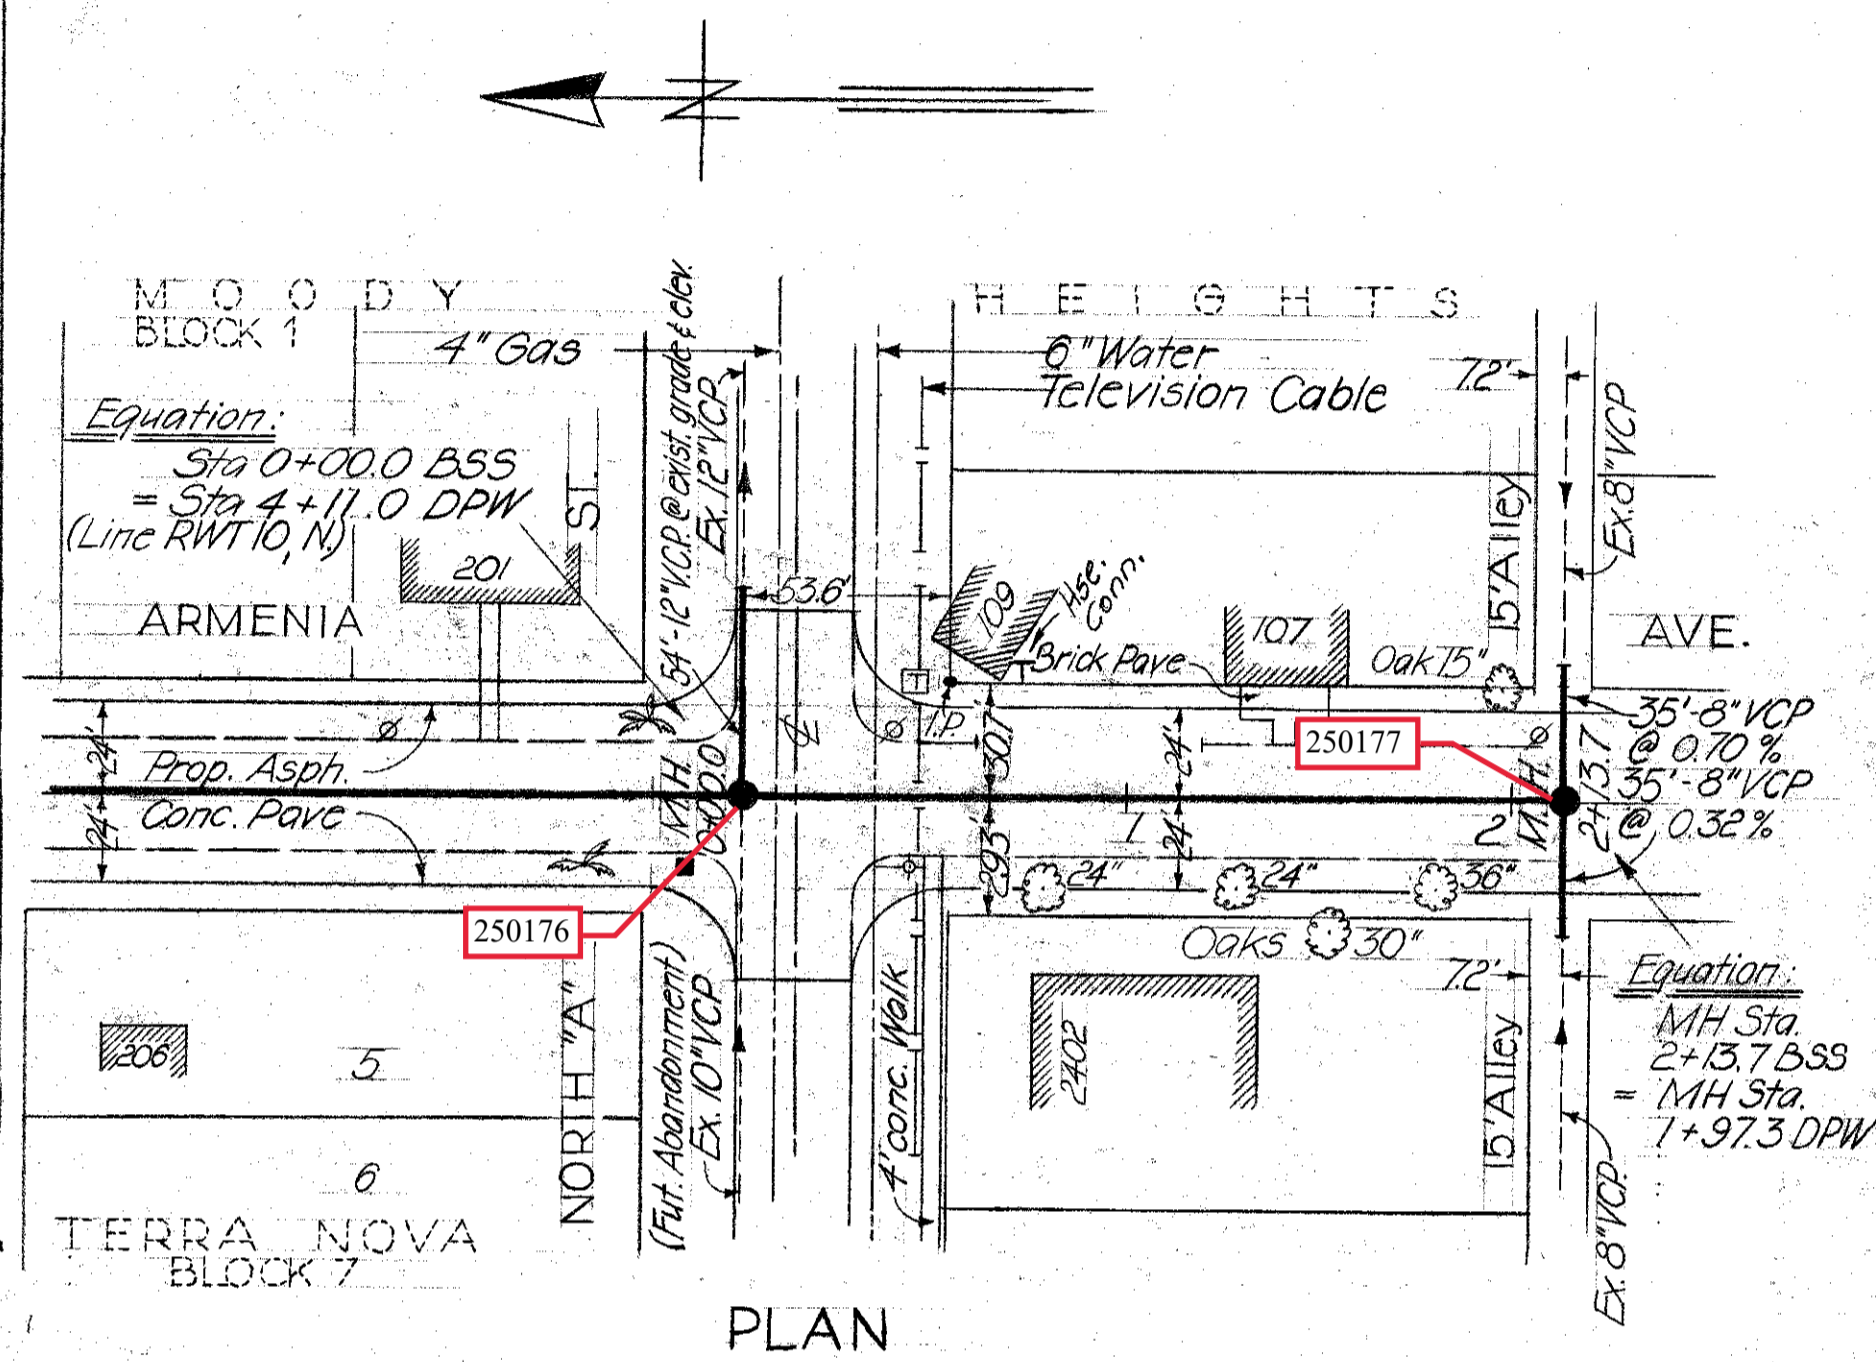 N
M O O D Y
BLOCK 1
H E I G H T S
4" Gas
6" Water
Television Cable
7.2'
Equation:
Sta 0+00.0 BSS
= Sta 4+11.0 DPW
(Line RWT 10, N)
ST.
54'-12" V.C.P. @ exist. grade & elev.
Ex. 12" VCP
15' Alley
Ex. 8" VCP
201
ARMENIA
53.6'
109
Hse.
Conn.
107
Brick Pave
Oak 15"
AVE.
I.P.
35'-8" VCP
@ 0.70 %
35'-8" VCP
@ 0.32 %
24'
24'
Prop. Asph.
Conc. Pave
M.H.
0+00.0
℄
30.7'
29.3'
24'
24'
250177
1
2
M.H.
2+13.7
24"
24"
36"
250176
Oaks
30"
7.2'
Equation:
MH Sta.
2+13.7 BSS
= MH Sta.
1+97.3 DPW
206
5
6
NORTH "A"
(Fut. Abandonment)
Ex. 10" VCP
4' conc. Walk
2402
15' Alley
Ex. 8" VCP
TERRA NOVA
BLOCK 7
PLAN